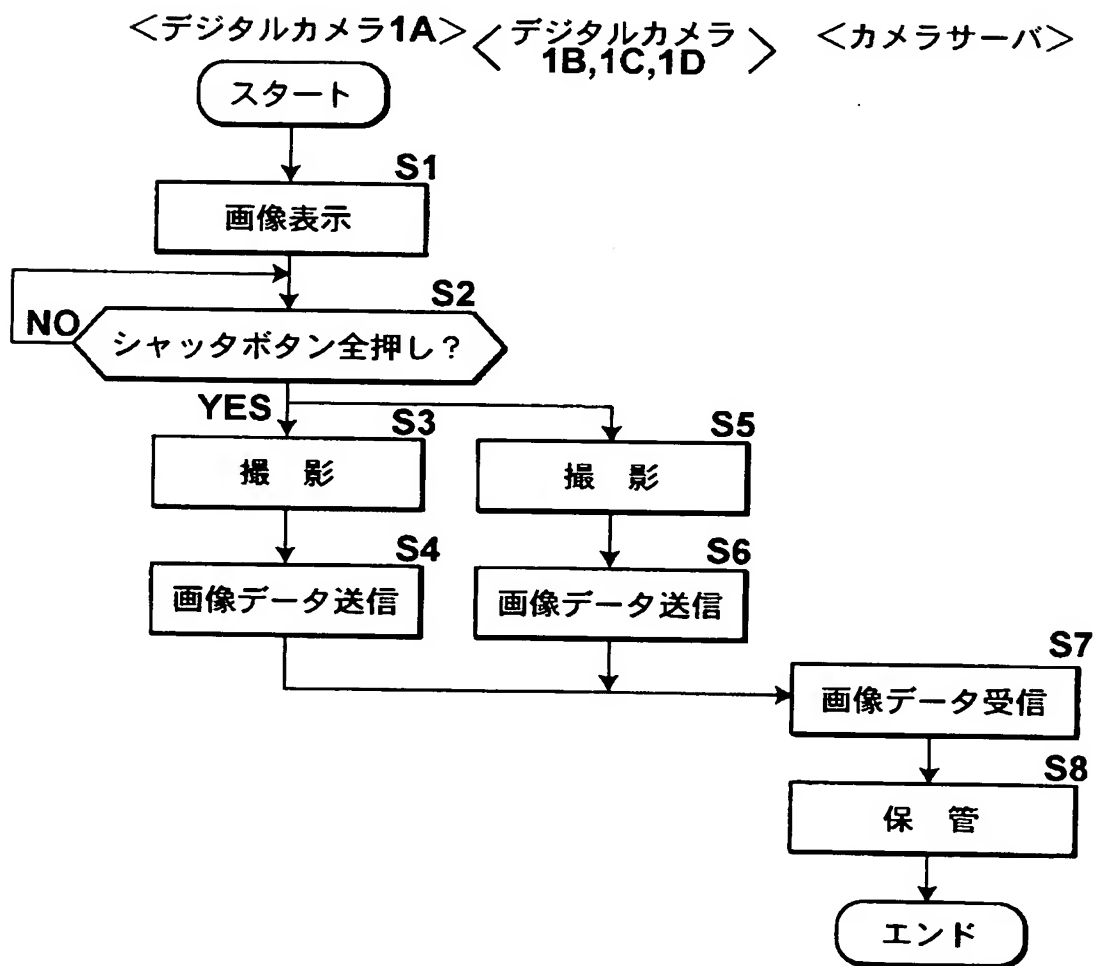 <デジタルカメラ1A>
<デジタルカメラ
1B,1C,1D>
<カメラサーバ>
スタート
S1
画像表示
S2
NO
シャッタボタン全押し?
YES
S3
S5
撮 影
撮 影
S4
S6
画像データ送信
画像データ送信
S7
画像データ受信
S8
保 管
エンド